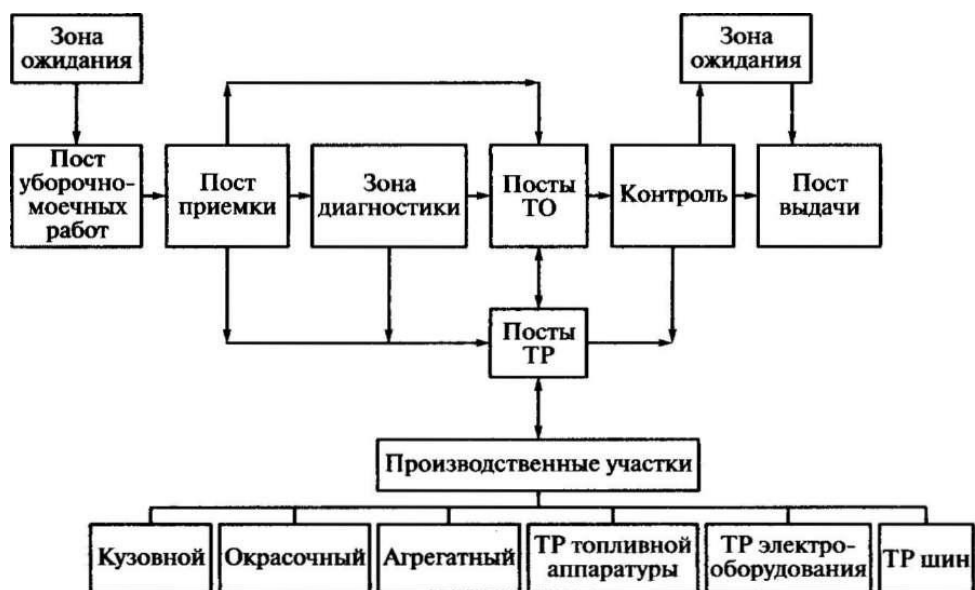 Зона
ожидания
Зона
ожидания
Пост
уборочно-
моечных
работ
Пост
приемки
Зона
диагностики
Посты
ТО
Контроль
Пост
выдачи
Посты
ТР
Производственные участки
Кузовной
Окрасочный
Агрегатный
ТР топливной
аппаратуры
ТР электро-
оборудования
ТР шин